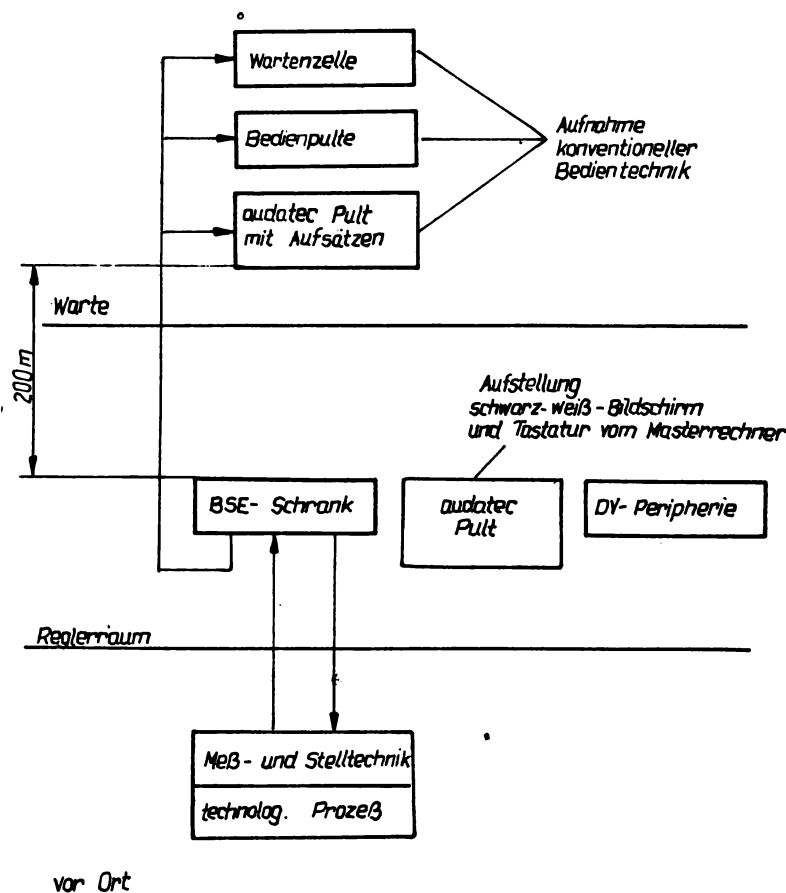 Wartenzelle
Bedienpulte
audatec Pult
mit Aufsätzen
Aufnahme
konventioneller
Bedientechnik
Warte
200m
Aufstellung
schwarz-weiß-Bildschirm
und Tastatur vom Masterrechner
BSE- Schrank
audatec
Pult
DV- Peripherie
Reglerraum
Meß- und Stelltechnik
technolog. Prozeß
vor Ort